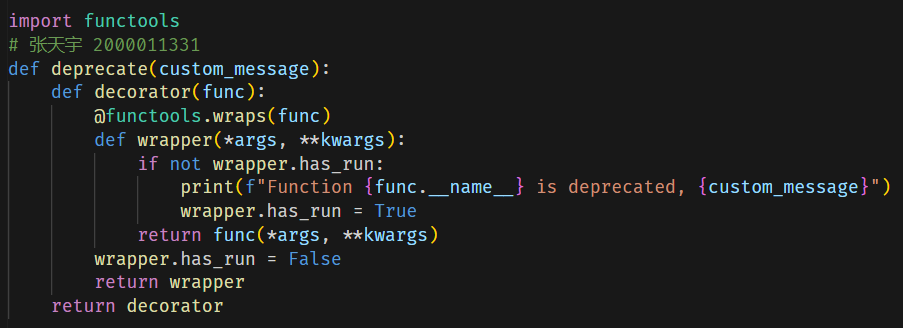 import functools
# 张天宇 2000011331
def deprecate(custom_message):
    def decorator(func):
        @functools.wraps(func)
        def wrapper(*args, **kwargs):
            if not wrapper.has_run:
                print(f"Function {func.__name__} is deprecated, {custom_message}")
                wrapper.has_run = True
            return func(*args, **kwargs)
        wrapper.has_run = False
        return wrapper
    return decorator